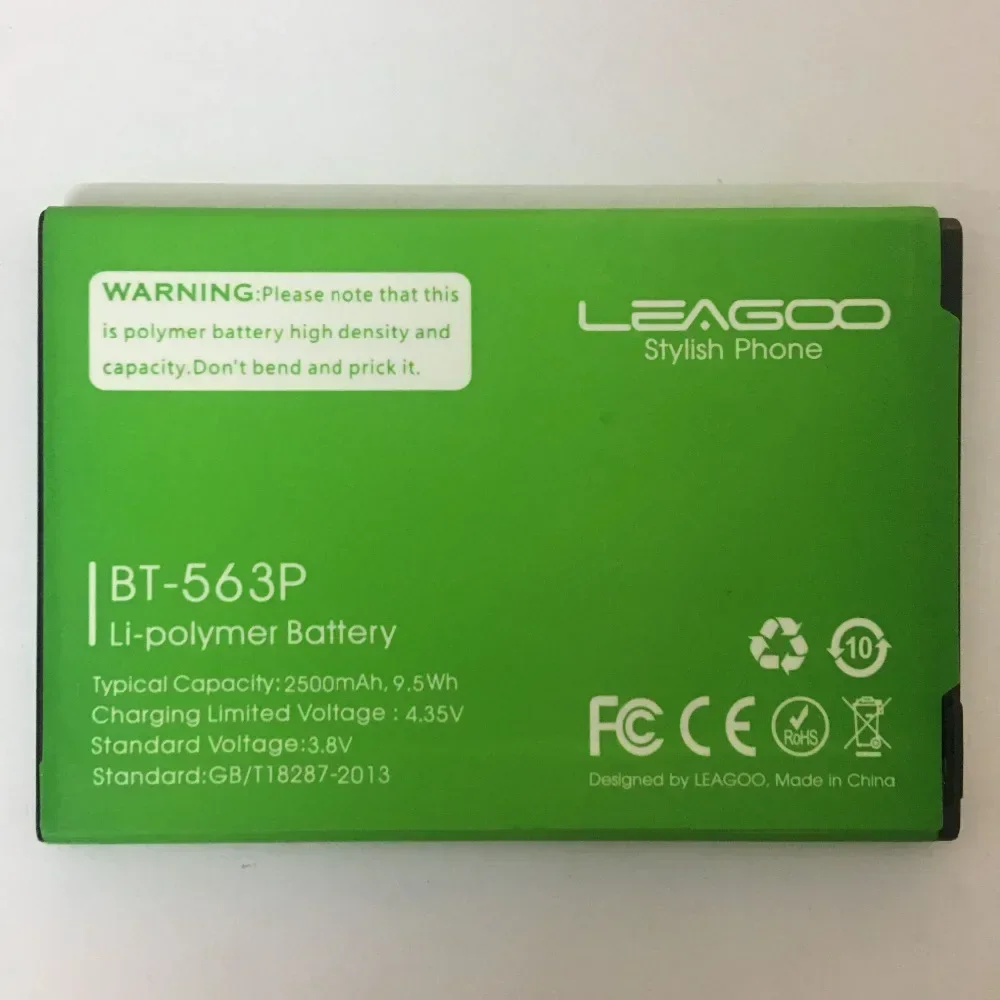 WARNING:Please note that this
is polymer battery high density and
capacity.Don't bend and prick it.
LEAGOO
Stylish Phone
BT-563P
Li-polymer Battery
Typical Capacity:2500mAh, 9.5Wh
Charging Limited Voltage : 4.35V
Standard Voltage:3.8V
Standard:GB/T18287-2013
10
FC CE RoHS
Designed by LEAGOO, Made in China